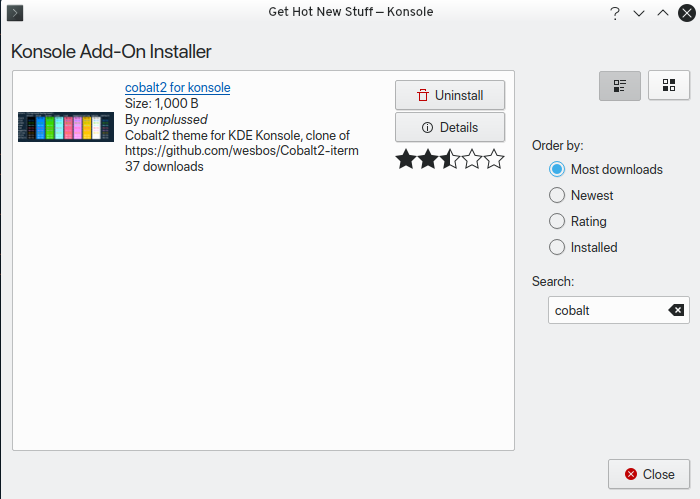 Get Hot New Stuff — Konsole
Konsole Add-On Installer
cobalt2 for konsole
Size: 1,000 B
By nonplussed
Cobalt2 theme for KDE Konsole, clone of
https://github.com/wesbos/Cobalt2-iterm
37 downloads
Uninstall
Details
Order by:
Most downloads
Newest
Rating
Installed
Search:
cobalt
Close